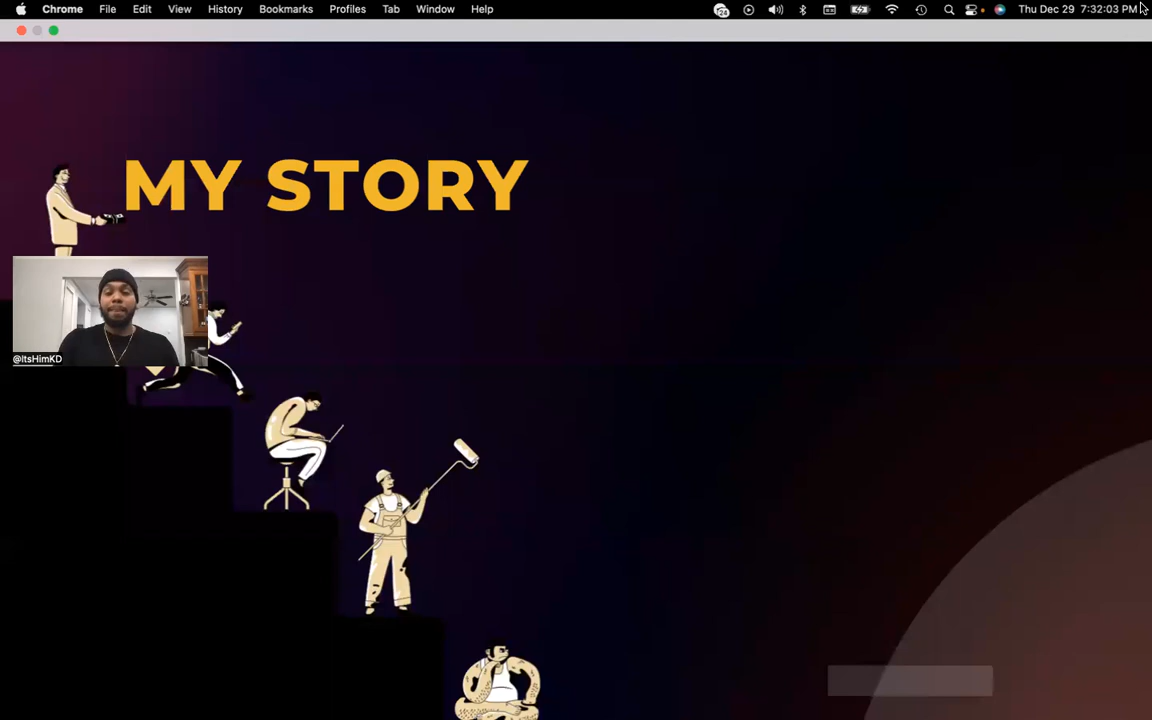 Chrome File Edit View History Bookmarks Profiles Tab Window Help 24 Thu Dec 29 7:32:03 PM
MY STORY
@ItsHimKD